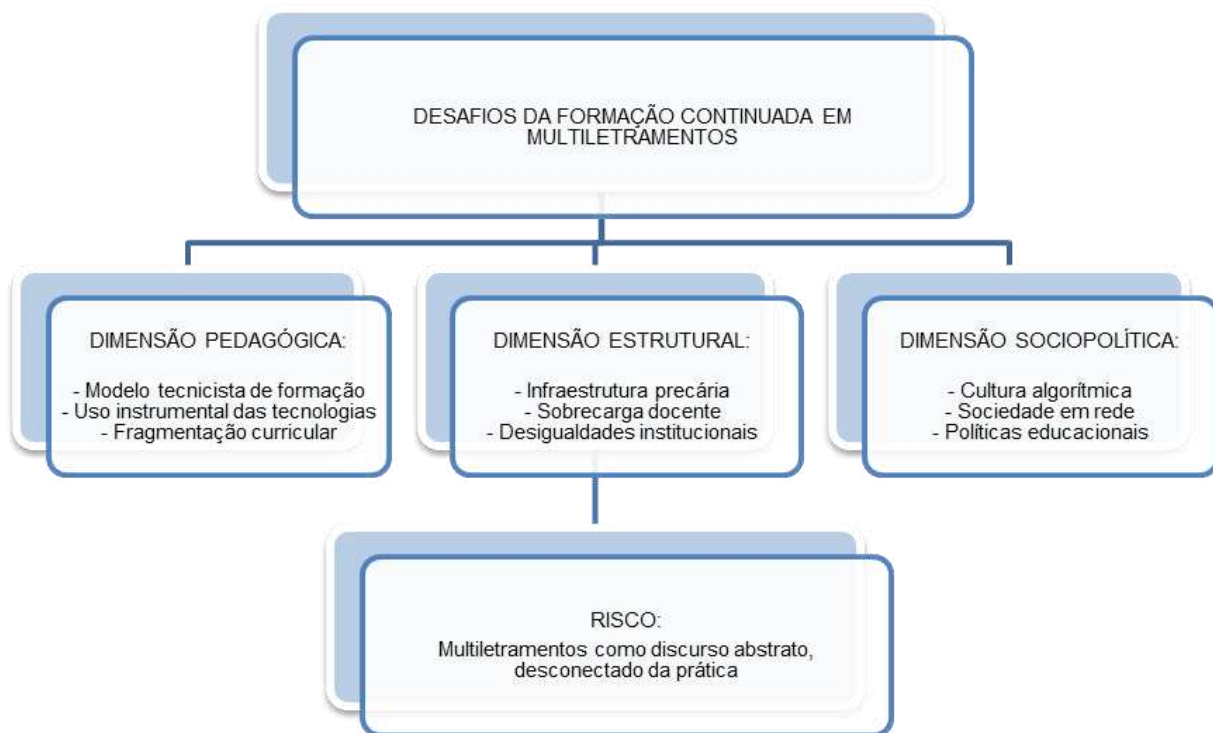 DESAFIOS DA FORMAÇÃO CONTINUADA EM
MULTILETRAMENTOS
DIMENSÃO PEDAGÓGICA:
- Modelo tecnicista de formação
- Uso instrumental das tecnologias
- Fragmentação curricular
DIMENSÃO ESTRUTURAL:
- Infraestrutura precária
- Sobrecarga docente
- Desigualdades institucionais
DIMENSÃO SOCIOPOLÍTICA:
- Cultura algorítmica
- Sociedade em rede
- Políticas educacionais
RISCO:
Multiletramentos como discurso abstrato,
desconectado da prática